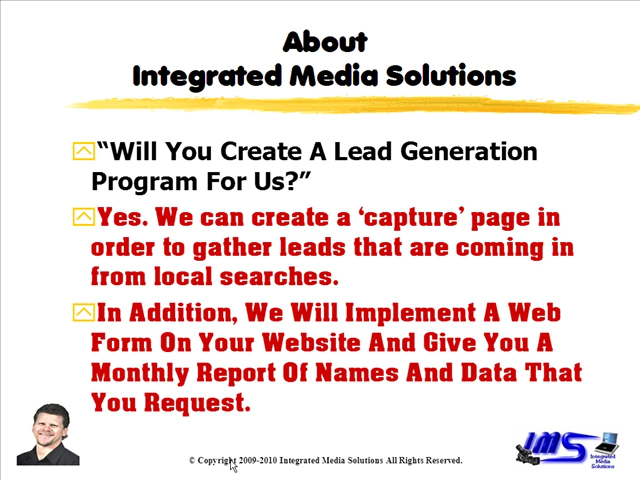 About
Integrated Media Solutions
“Will You Create A Lead Generation
Program For Us?”
Yes. We can create a ‘capture’ page in
order to gather leads that are coming in
from local searches.
In Addition, We Will Implement A Web
Form On Your Website And Give You A
Monthly Report Of Names And Data That
You Request.
© Copyright 2009-2010 Integrated Media Solutions All Rights Reserved.
IMS
Integrated
Media
Solutions